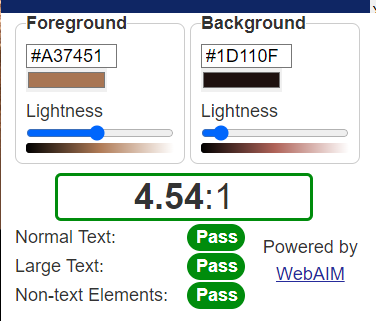 Foreground
#A37451
Lightness
Background
#1D110F
Lightness
4.54:1
Normal Text: Pass
Large Text: Pass
Non-text Elements: Pass
Powered by
WebAIM